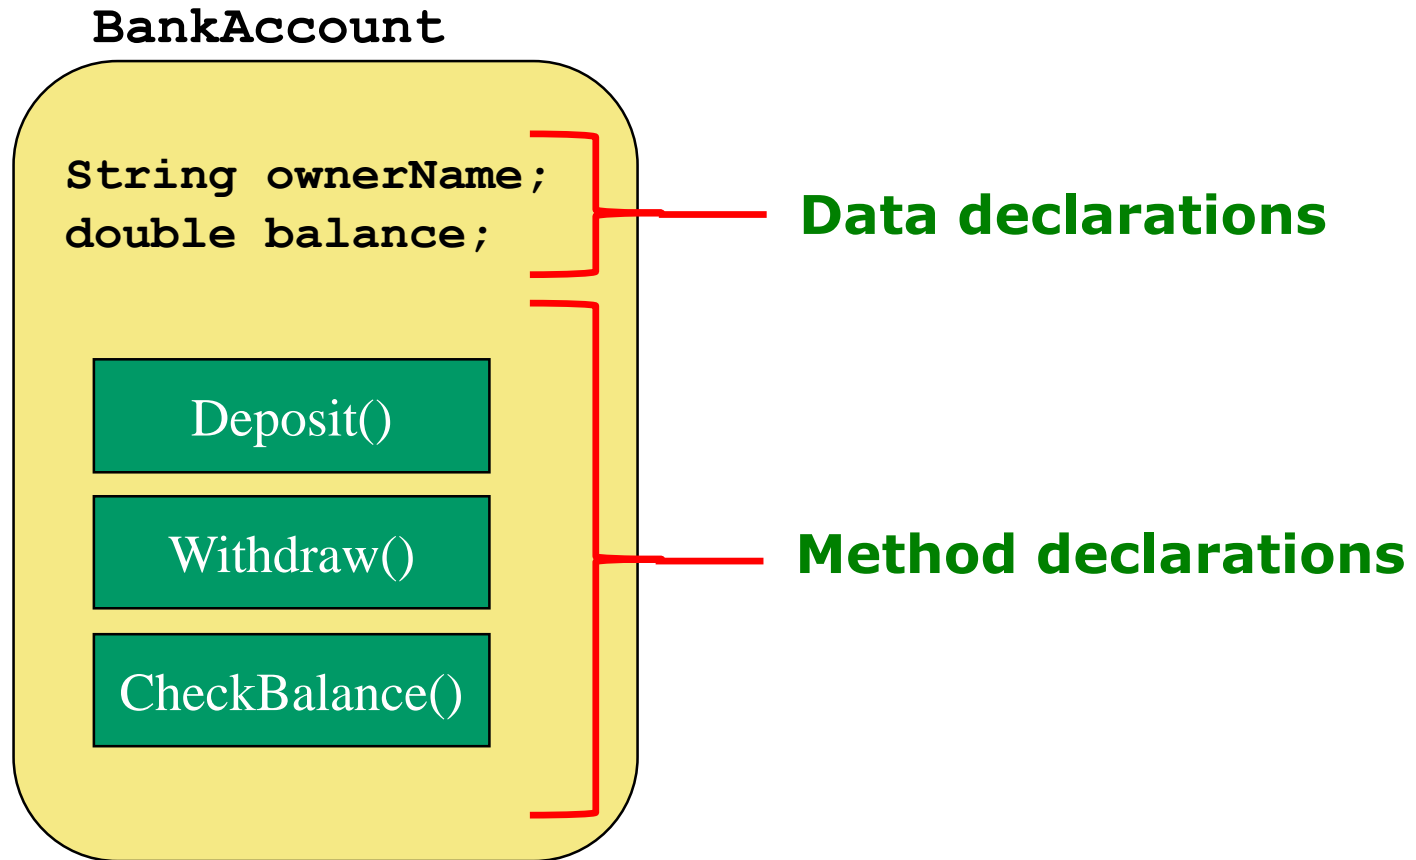 BankAccount
String ownerName;
double balance;
Data declarations
Deposit()
Withdraw()
Method declarations
CheckBalance()